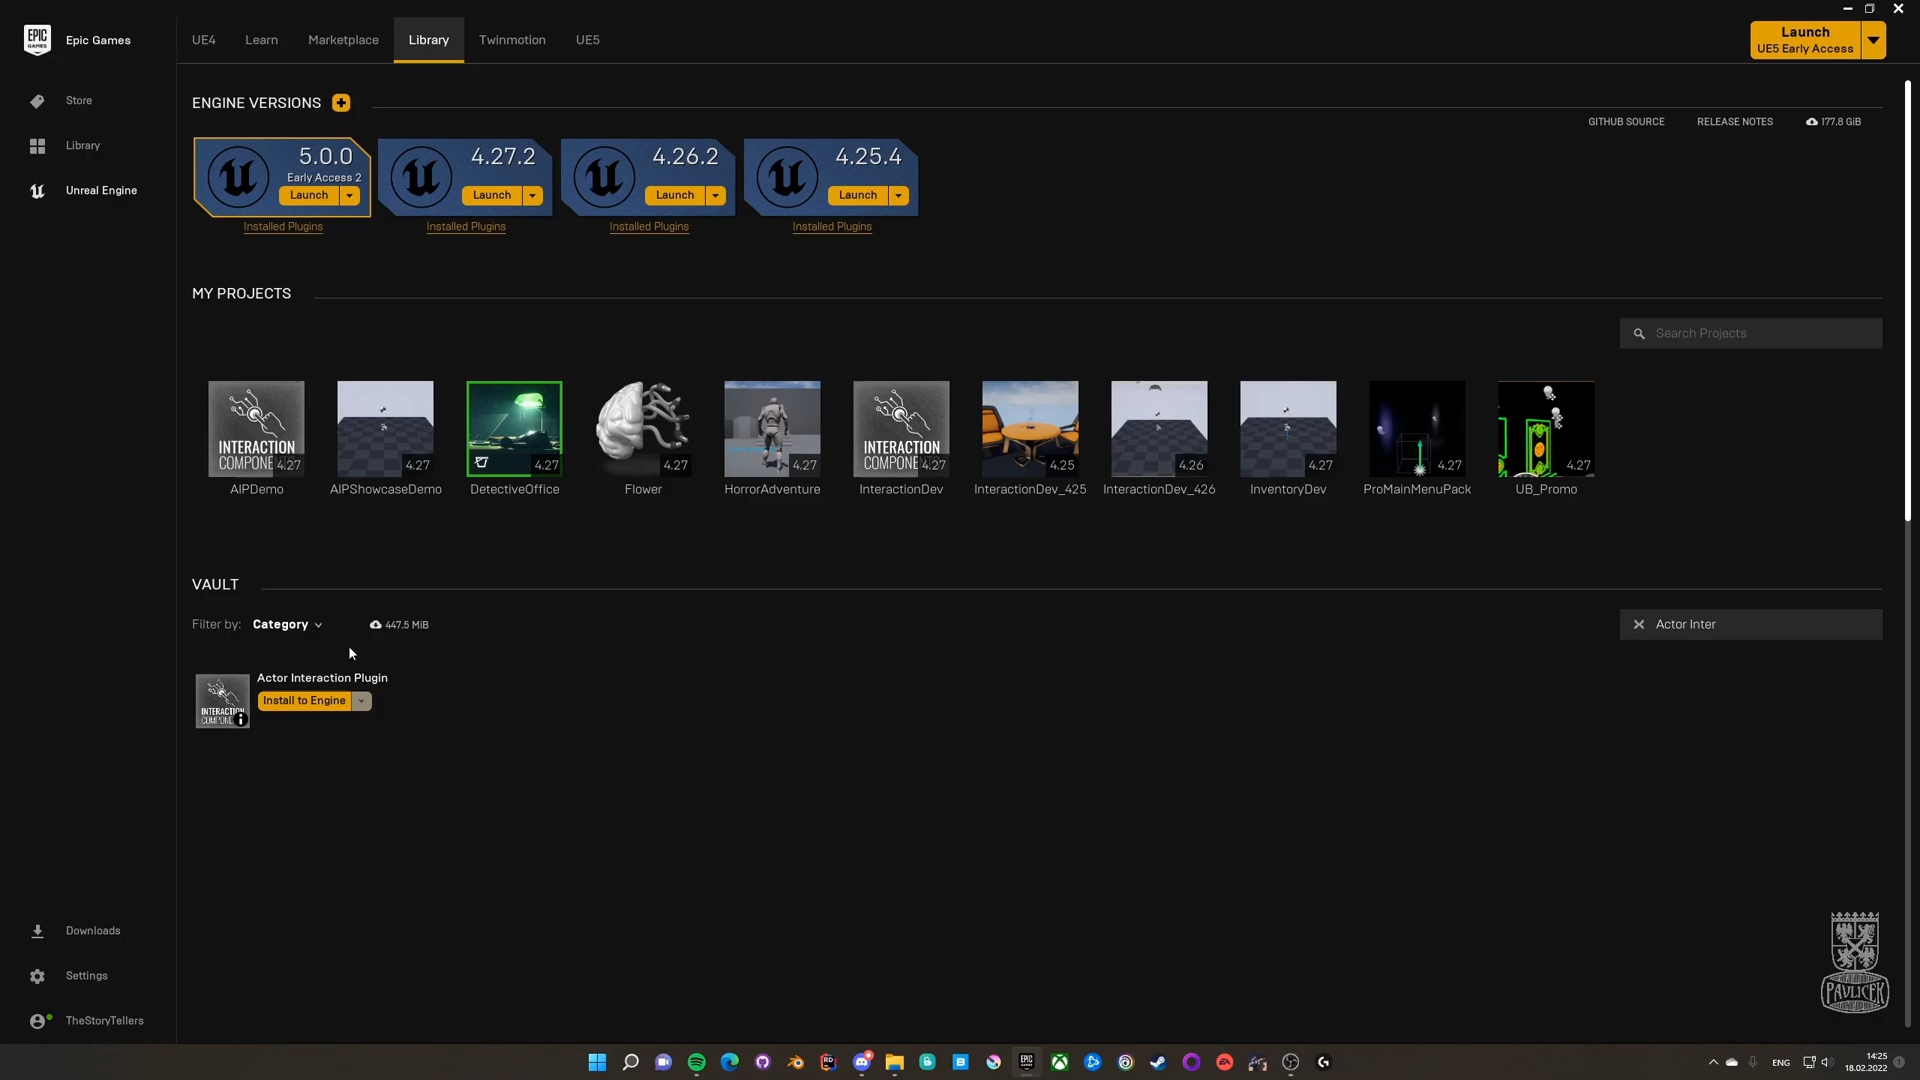 EPIC GAMES
Epic Games
UE4
Learn
Marketplace
Library
Twinmotion
UE5
Launch
UE5 Early Access
Store
Library
Unreal Engine
ENGINE VERSIONS
GITHUB SOURCE
RELEASE NOTES
177.8 GiB
5.0.0
Early Access 2
Launch
Installed Plugins
4.27.2
Launch
Installed Plugins
4.26.2
Launch
Installed Plugins
4.25.4
Launch
Installed Plugins
MY PROJECTS
Search Projects
INTERACTION
COMPONE
4.27
AIPDemo
4.27
AIPShowcaseDemo
4.27
DetectiveOffice
4.27
Flower
4.27
HorrorAdventure
INTERACTION
COMPONE
4.27
InteractionDev
4.25
InteractionDev_425
4.26
InteractionDev_426
4.27
InventoryDev
4.27
ProMainMenuPack
4.27
UB_Promo
VAULT
Filter by:
Category
447.5 MiB
Actor Inter
Actor Interaction Plugin
Install to Engine
Downloads
Settings
TheStoryTellers
PAVLICEK
ENG
14:25
18.02.2022